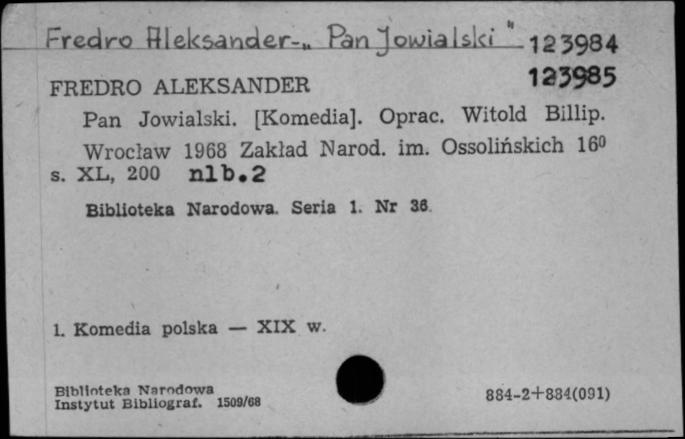 Fredro Aleksander-„Pan Jowialski" 123984
FREDRO ALEKSANDER 123985
Pan Jowialski. [Komedia]. Oprac. Witold Billip.
Wrocław 1968 Zakład Narod. im. Ossolińskich 16⁰
s. XL, 200 nlb.2
Biblioteka Narodowa. Seria 1. Nr 36.
1. Komedia polska — XIX w.
Biblioteka Narodowa
Instytut Bibliograf. 1509/68
884-2+884(091)